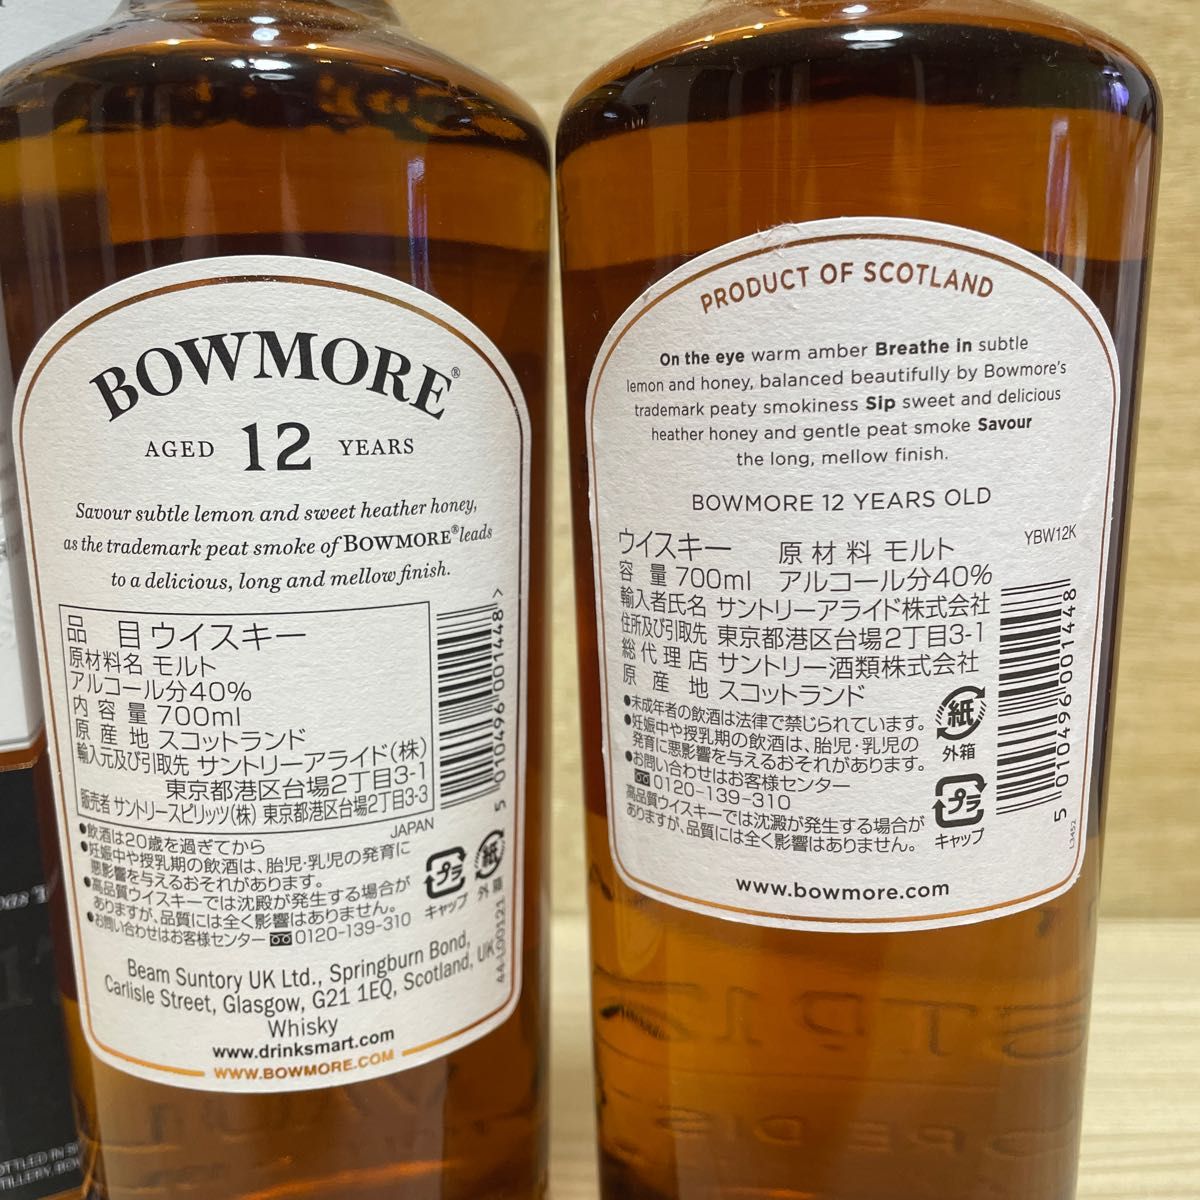 BOWMORE®
AGED 12 YEARS
Savour subtle lemon and sweet heather honey,
as the trademark peat smoke of BOWMORE® leads
to a delicious, long and mellow finish.
品目 ウイスキー
原材料名 モルト
アルコール分40%
内容量 700ml
原産地 スコットランド
輸入元及び引取先 サントリーアライド(株)
東京都港区台場2丁目3-1
販売者 サントリースピリッツ(株) 東京都港区台場2丁目3-3
JAPAN
●飲酒は20歳を過ぎてから
●妊娠中や授乳期の飲酒は、胎児・乳児の発育に
悪影響を与えるおそれがあります。
●高品質ウイスキーでは沈殿が発生する場合が
ありますが、品質には全く影響はありません。
●お問い合わせはお客様センター 0120-139-310
プラ
キャップ
紙
外箱
5 010496 001448 >
44-L00121
Beam Suntory UK Ltd., Springburn Bond,
Carlisle Street, Glasgow, G21 1EQ, Scotland, UK
Whisky
www.drinksmart.com
WWW.BOWMORE.COM
PRODUCT OF SCOTLAND
On the eye warm amber Breathe in subtle
lemon and honey, balanced beautifully by Bowmore's
trademark peaty smokiness Sip sweet and delicious
heather honey and gentle peat smoke Savour
the long, mellow finish.
BOWMORE 12 YEARS OLD
YBW12K
ウイスキー 原材料 モルト
容量 700ml アルコール分40%
輸入者氏名 サントリーアライド株式会社
住所及び引取先 東京都港区台場2丁目3-1
総代理店 サントリー酒類株式会社
原産地 スコットランド
●未成年者の飲酒は法律で禁じられています。
●妊娠中や授乳期の飲酒は、胎児・乳児の
発育に悪影響を与えるおそれがあります。
●お問い合わせはお客様センター
0120-139-310
高品質ウイスキーでは沈澱が発生する場合が
ありますが、品質には全く影響はありません。
紙
外箱
プラ
キャップ
5 010496 001448
L3452
www.bowmore.com